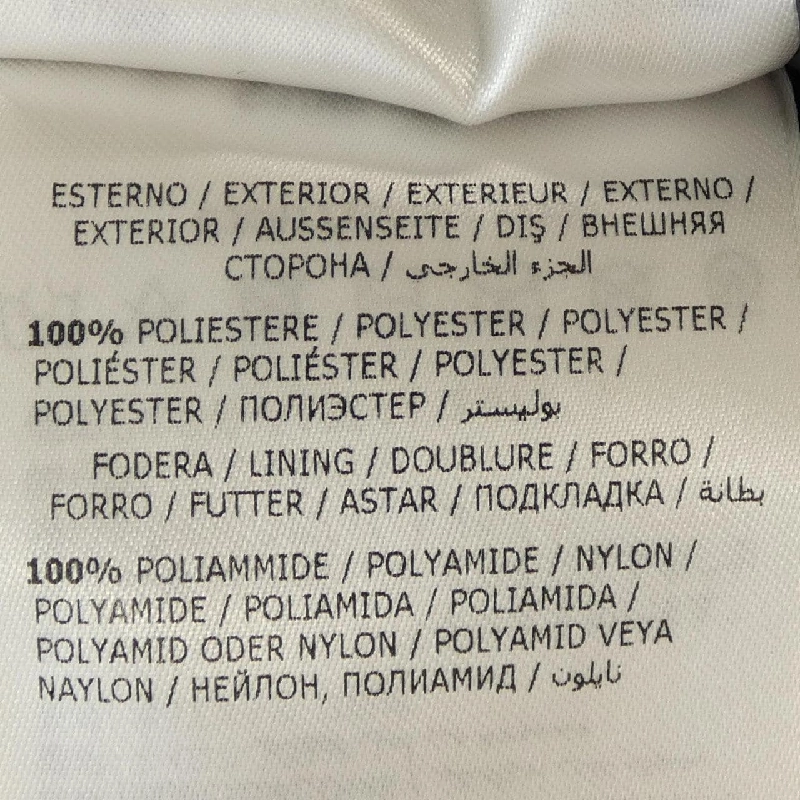 ESTERNO / EXTERIOR / EXTERIEUR / EXTERNO /
EXTERIOR / AUSSENSEITE / DIŞ / ВНЕШНЯЯ
СТОРОНА / الجزء الخارجي
100% POLIESTERE / POLYESTER / POLYESTER /
POLIÉSTER / POLIÉSTER / POLYESTER /
POLYESTER / ПОЛИЭСТЕР / بوليستر
FODERA / LINING / DOUBLURE / FORRO /
FORRO / FUTTER / ASTAR / ПОДКЛАДКА / بطانة
100% POLIAMMIDE / POLYAMIDE / NYLON /
POLYAMIDE / POLIAMIDA / POLIAMIDA /
POLYAMID ODER NYLON / POLYAMID VEYA
NAYLON / НЕЙЛОН, ПОЛИАМИД / نايلون